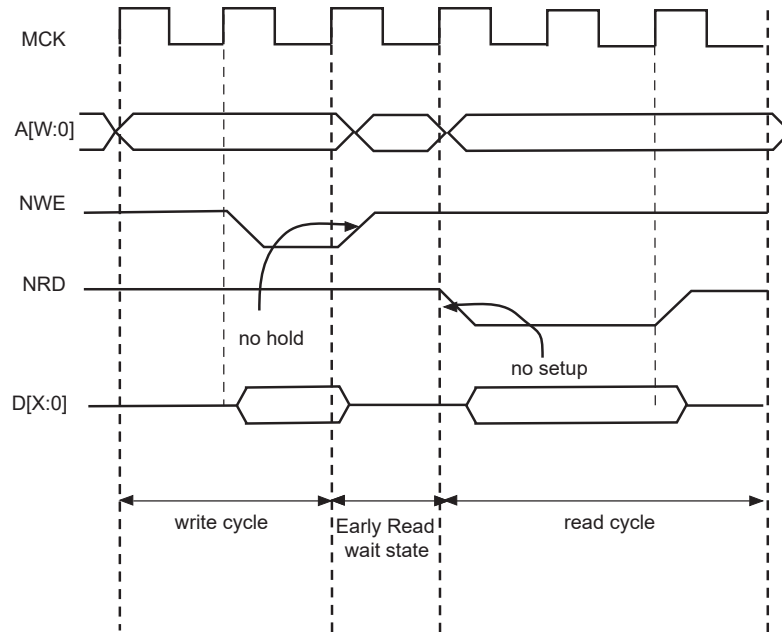 MCK
A[W:0]
NWE
NRD
no hold
no setup
D[X:0]
write cycle
Early Read
wait state
read cycle